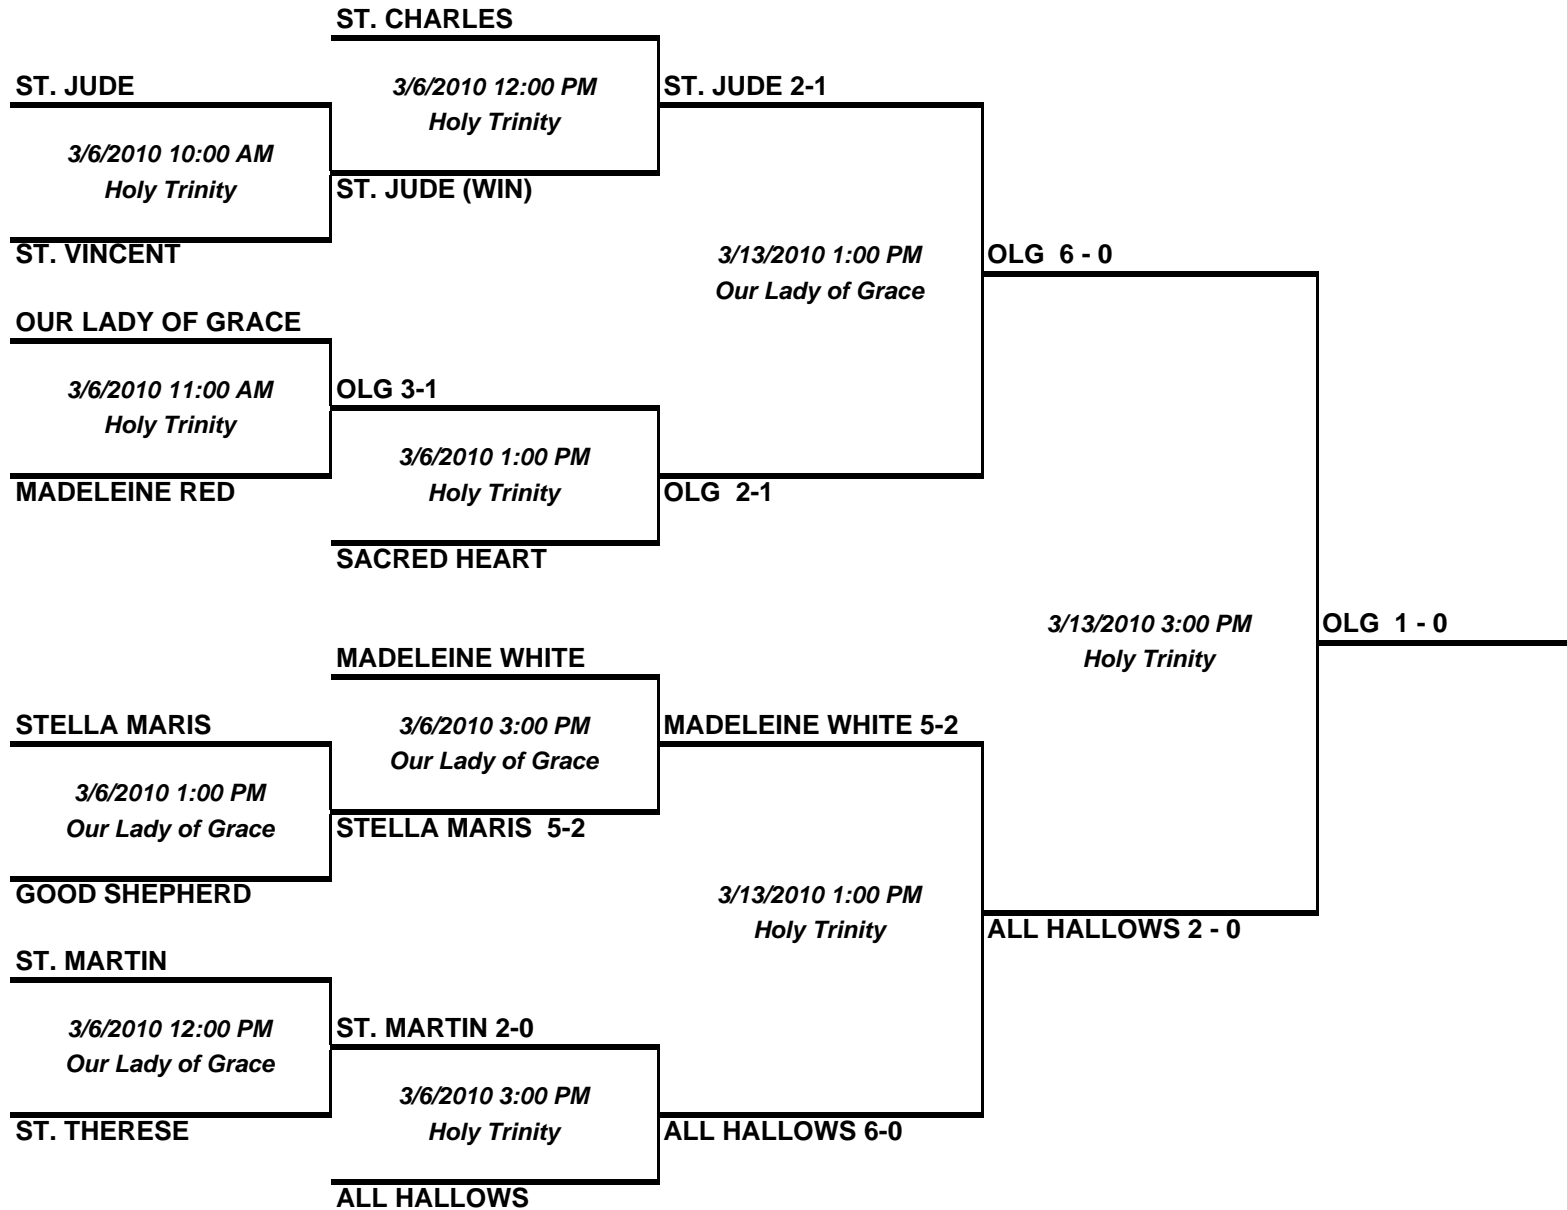 ST. CHARLES
ST. JUDE
3/6/2010 12:00 PM
ST. JUDE 2-1
Holy Trinity
3/6/2010 10:00 AM
Holy Trinity
ST. JUDE (WIN)
ST. VINCENT
3/13/2010 1:00 PM
OLG 6 - 0
Our Lady of Grace
OUR LADY OF GRACE
3/6/2010 11:00 AM
OLG 3-1
Holy Trinity
3/6/2010 1:00 PM
MADELEINE RED
Holy Trinity
OLG 2-1
SACRED HEART
3/13/2010 3:00 PM
OLG 1 - 0
MADELEINE WHITE
Holy Trinity
STELLA MARIS
3/6/2010 3:00 PM
MADELEINE WHITE 5-2
Our Lady of Grace
3/6/2010 1:00 PM
Our Lady of Grace
STELLA MARIS 5-2
GOOD SHEPHERD
3/13/2010 1:00 PM
Holy Trinity
ALL HALLOWS 2 - 0
ST. MARTIN
3/6/2010 12:00 PM
ST. MARTIN 2-0
Our Lady of Grace
3/6/2010 3:00 PM
ST. THERESE
Holy Trinity
ALL HALLOWS 6-0
ALL HALLOWS